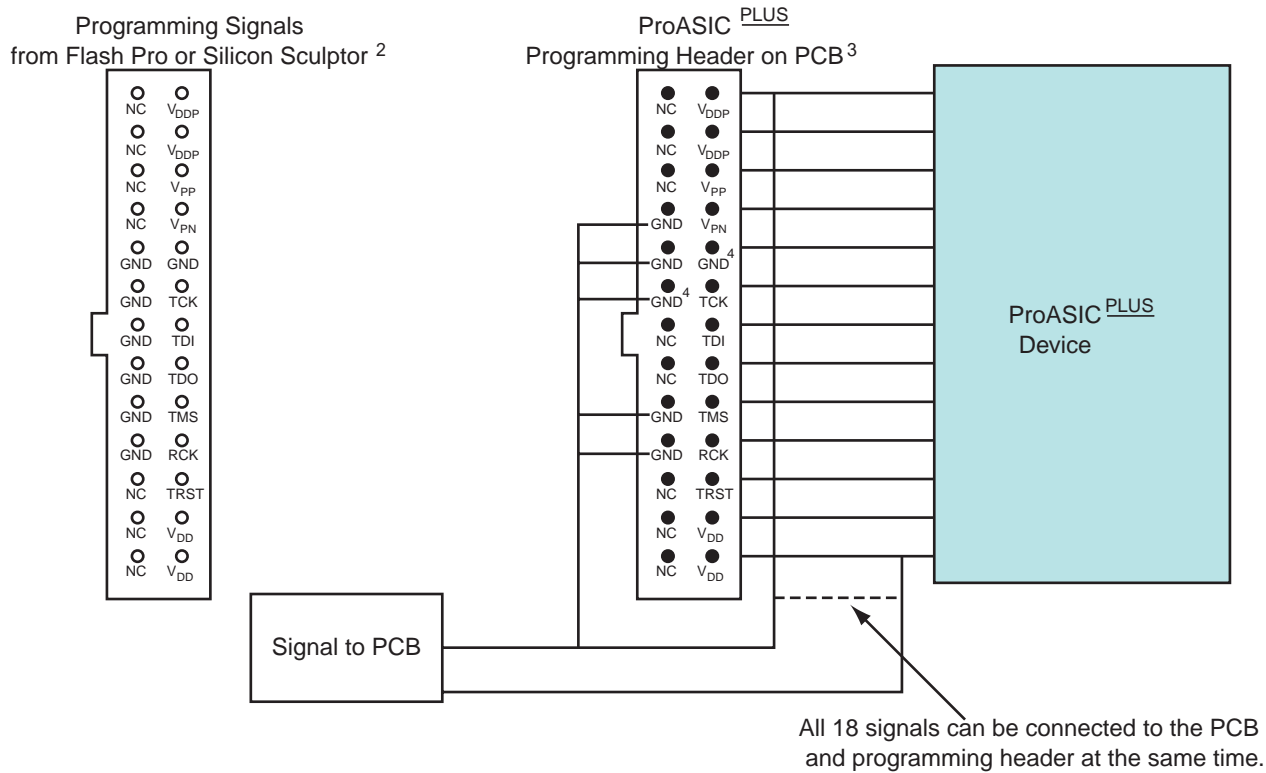 Programming Signals
from Flash Pro or Silicon Sculptor 2
NC VDDP
NC VDDP
NC VPP
NC VPN
GND GND
GND TCK
GND TDI
GND TDO
GND TMS
GND RCK
NC TRST
NC VDD
NC VDD
ProASIC PLUS
Programming Header on PCB 3
NC VDDP
NC VDDP
NC VPP
GND VPN
GND GND 4
GND 4 TCK
NC TDI
NC TDO
GND TMS
GND RCK
NC TRST
NC VDD
NC VDD
ProASIC PLUS
Device
Signal to PCB
All 18 signals can be connected to the PCB
and programming header at the same time.